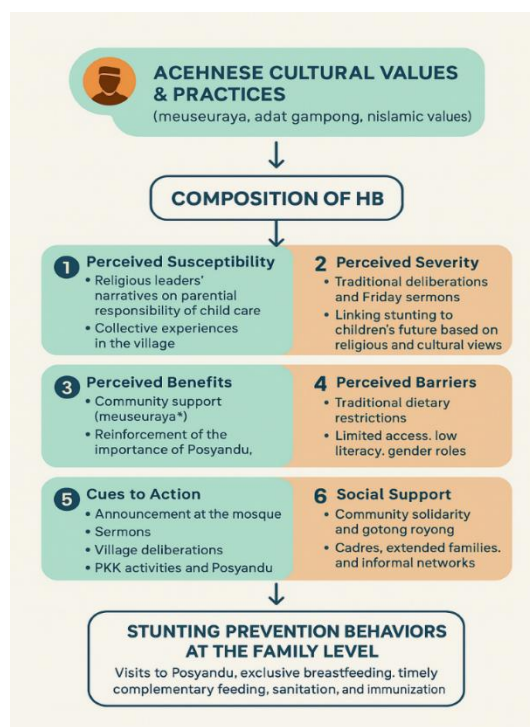 ACEHNESE CULTURAL VALUES
& PRACTICES
(meuseuraya, adat gampong, nislamic values)
COMPOSITION OF HB
1 Perceived Susceptibility
• Religious leaders'
narratives on parental
responsibility of child care
• Collective experiences
in the village
2 Perceived Severity
• Traditional deliberations
and Friday sermons
• Linking stunting to
children's future based on
religious and cultural views
3 Perceived Benefits
• Community support
(meuseuraya*)
• Reinforcement of the
importance of Posyandu,
4 Perceived Barriers
• Traditional dietary
restrictions
• Limited access. low
literacy. gender roles
5 Cues to Action
• Announcement at the mosque
• Sermons
• Village deliberations
• PKK activities and Posyandu
6 Social Support
• Community solidarity
and gotong royong
• Cadres, extended families.
and informal networks
STUNTING PREVENTION BEHAVIORS
AT THE FAMILY LEVEL
Visits to Posyandu, exclusive breastfeeding. timely
complementary feeding, sanitation, and immunization